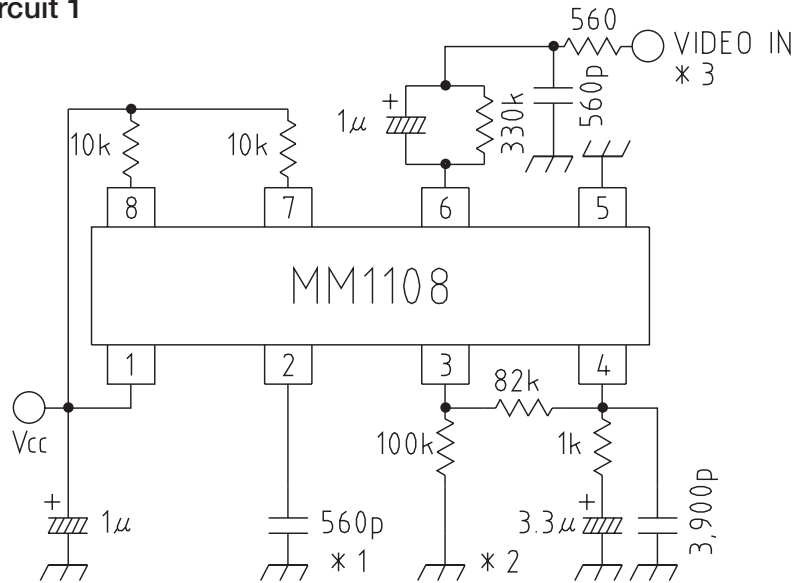 rcuit 1
560
VIDEO IN
* 3
1μ
+
330k
560p
10k
10k
8
7
6
5
MM1108
1
2
3
4
82k
Vcc
100k
1k
+
1μ
560p
* 1
* 2
+
3.3μ
3,900p